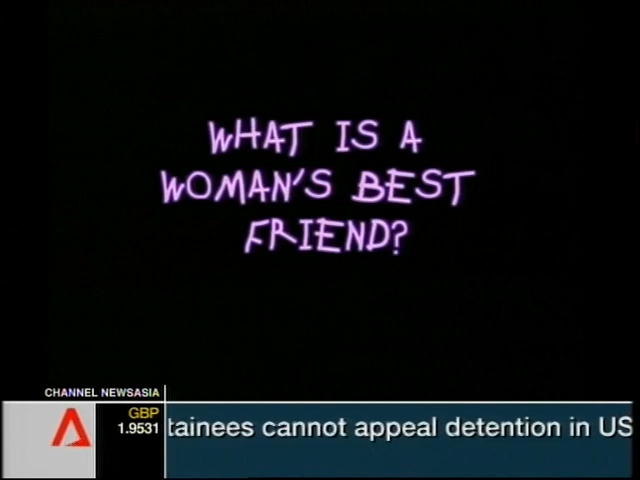 WHAT IS A
WOMAN'S BEST
FRIEND?
CHANNEL NEWSASIA
GBP
1.9531
tainees cannot appeal detention in US